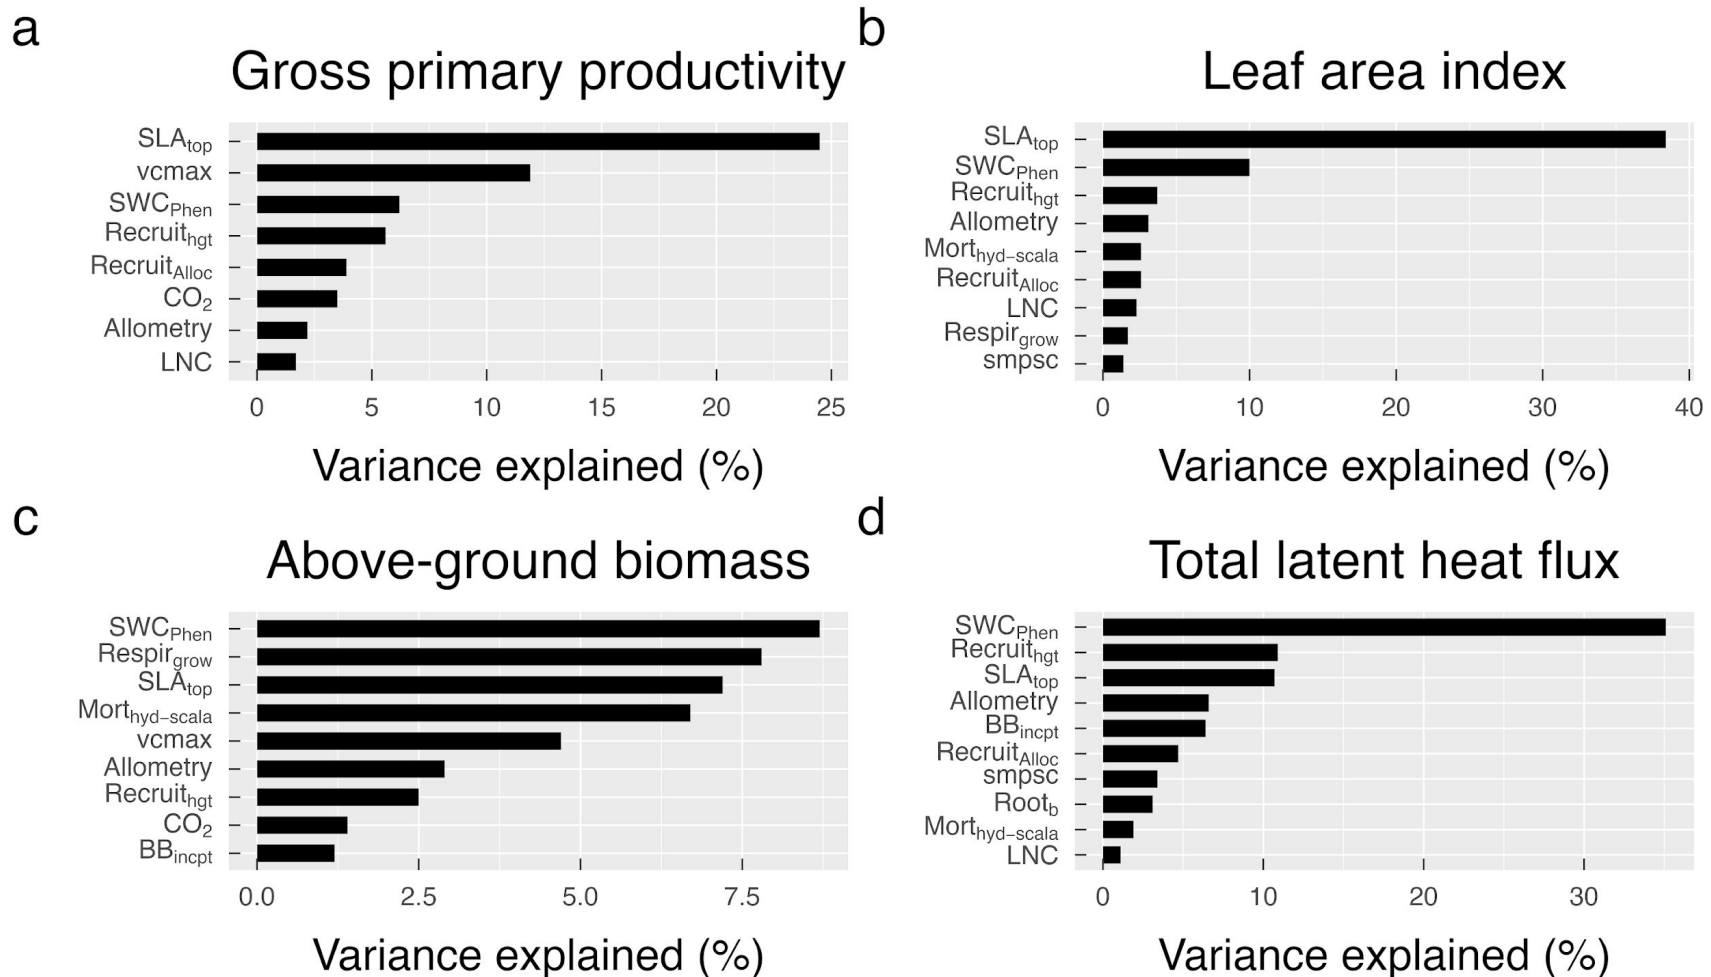 a
Gross primary productivity
SLAtop
vcmax
SWCPhen
Recruithgt
RecruitAlloc
CO2
Allometry
LNC
0 5 10 15 20 25
Variance explained (%)
b
Leaf area index
SLAtop
SWCPhen
Recruithgt
Allometry
Morthyd−scala
RecruitAlloc
LNC
Respirgrow
smpsc
0 10 20 30 40
Variance explained (%)
c
Above-ground biomass
SWCPhen
Respirgrow
SLAtop
Morthyd−scala
vcmax
Allometry
Recruithgt
CO2
BBincpt
0.0 2.5 5.0 7.5
Variance explained (%)
d
Total latent heat flux
SWCPhen
Recruithgt
SLAtop
Allometry
BBincpt
RecruitAlloc
smpsc
Rootb
Morthyd−scala
LNC
0 10 20 30
Variance explained (%)